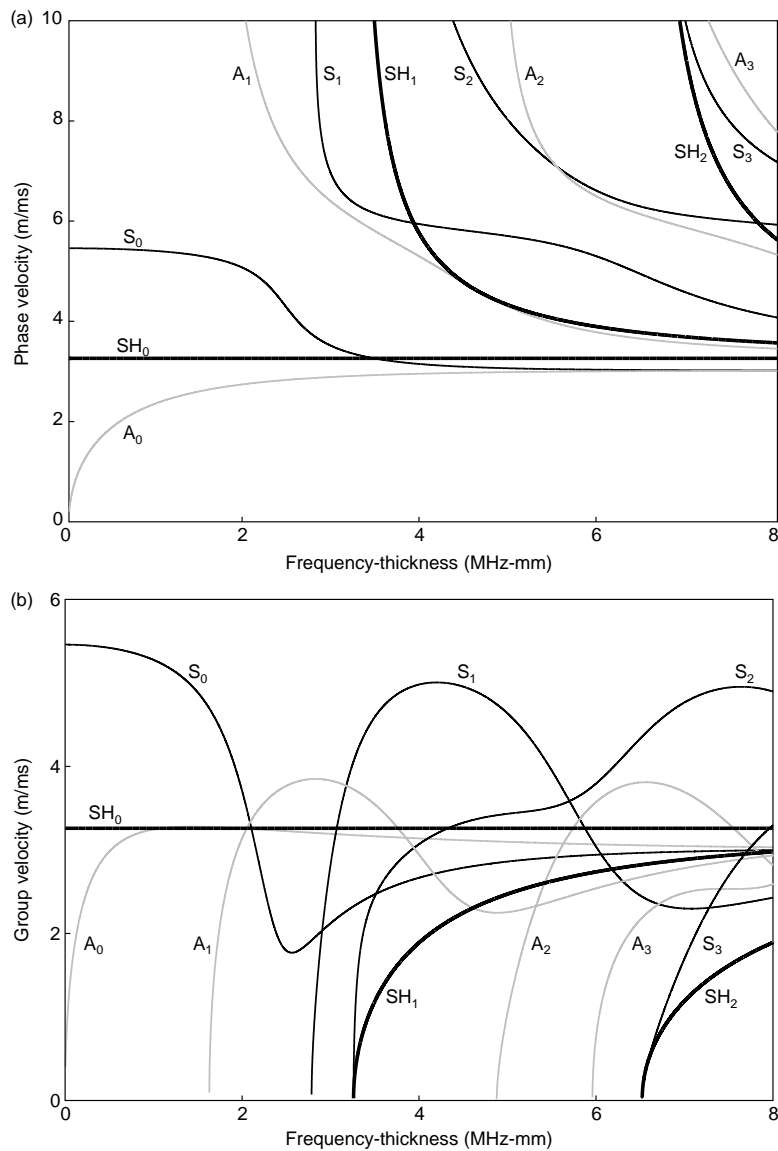 (a)
10
A₁
S₁
SH₁
S₂
A₂
A₃
8
SH₂
S₃
Phase velocity (m/ms)
6
S₀
4
SH₀
2
A₀
0
2
4
6
8
Frequency-thickness (MHz-mm)
(b)
6
S₀
S₁
S₂
Group velocity (m/ms)
4
SH₀
2
A₀
A₁
A₂
A₃
S₃
SH₁
SH₂
0
0
2
4
6
8
Frequency-thickness (MHz-mm)